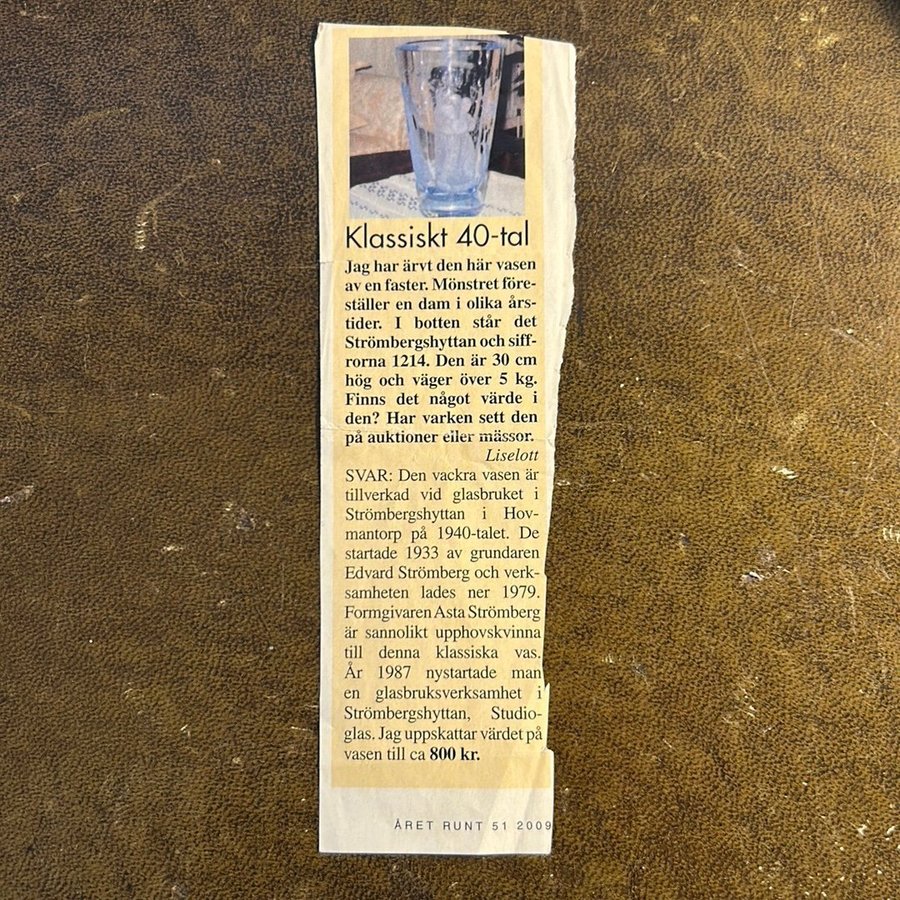 Klassiskt 40-tal
Jag har ärvt den här vasen
av en faster. Mönstret före-
ställer en dam i olika års-
tider. I botten står det
Strömbergshyttan och siff-
rorna 1214. Den är 30 cm
hög och väger över 5 kg.
Finns det något värde i
den? Har varken sett den
på auktioner eller mässor.
Liselott
SVAR: Den vackra vasen är
tillverkad vid glasbruket i
Strömbergshyttan i Hov-
mantorp på 1940-talet. De
startade 1933 av grundaren
Edvard Strömberg och verk-
samheten lades ner 1979.
Formgivaren Asta Strömberg
är sannolikt upphovskvinna
till denna klassiska vas.
År 1987 nystartade man
en glasbruksverksamhet i
Strömbergshyttan, Studio-
glas. Jag uppskattar värdet på
vasen till ca 800 kr.
ÅRET RUNT 51 2009